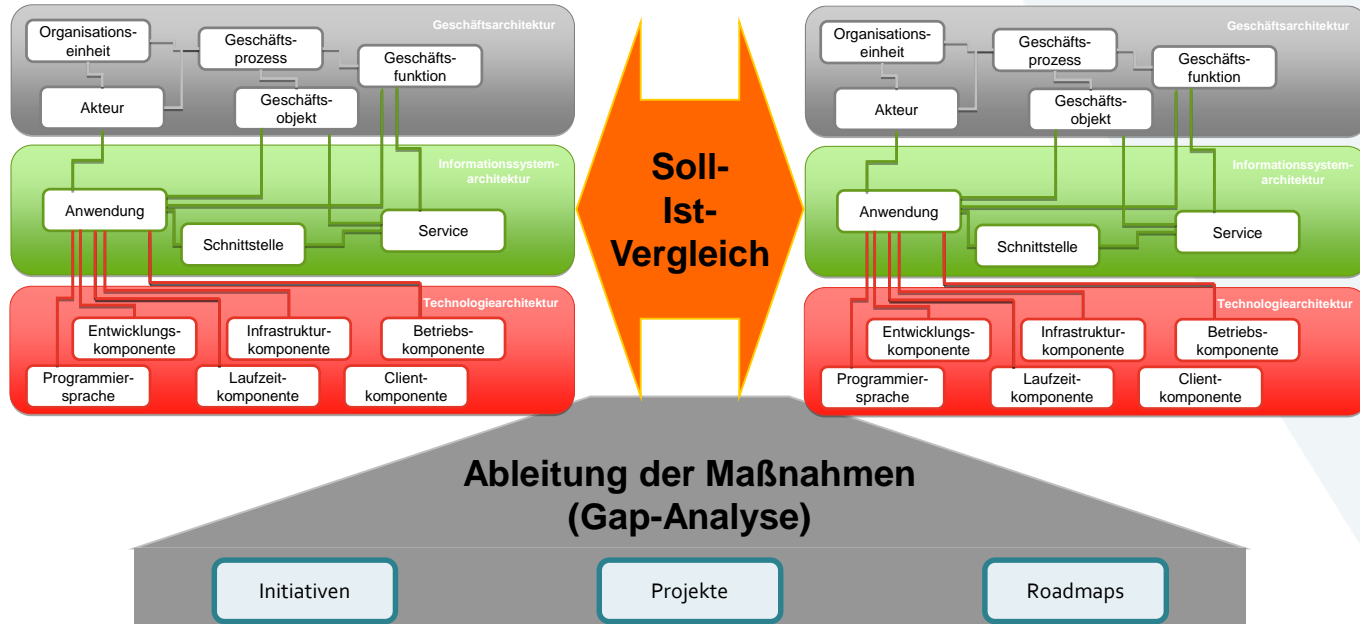 Geschäftsarchitektur
Organisations-
einheit
Geschäfts-
prozess
Geschäfts-
funktion
Akteur
Geschäfts-
objekt
Informationssystem-
architektur
Anwendung
Schnittstelle
Service
Technologiearchitektur
Entwicklungs-
komponente
Infrastruktur-
komponente
Betriebs-
komponente
Programmier-
sprache
Laufzeit-
komponente
Client-
komponente
Soll-
Ist-
Vergleich
Geschäftsarchitektur
Organisations-
einheit
Geschäfts-
prozess
Geschäfts-
funktion
Akteur
Geschäfts-
objekt
Informationssystem-
architektur
Anwendung
Schnittstelle
Service
Technologiearchitektur
Entwicklungs-
komponente
Infrastruktur-
komponente
Betriebs-
komponente
Programmier-
sprache
Laufzeit-
komponente
Client-
komponente
Ableitung der Maßnahmen
(Gap-Analyse)
Initiativen
Projekte
Roadmaps